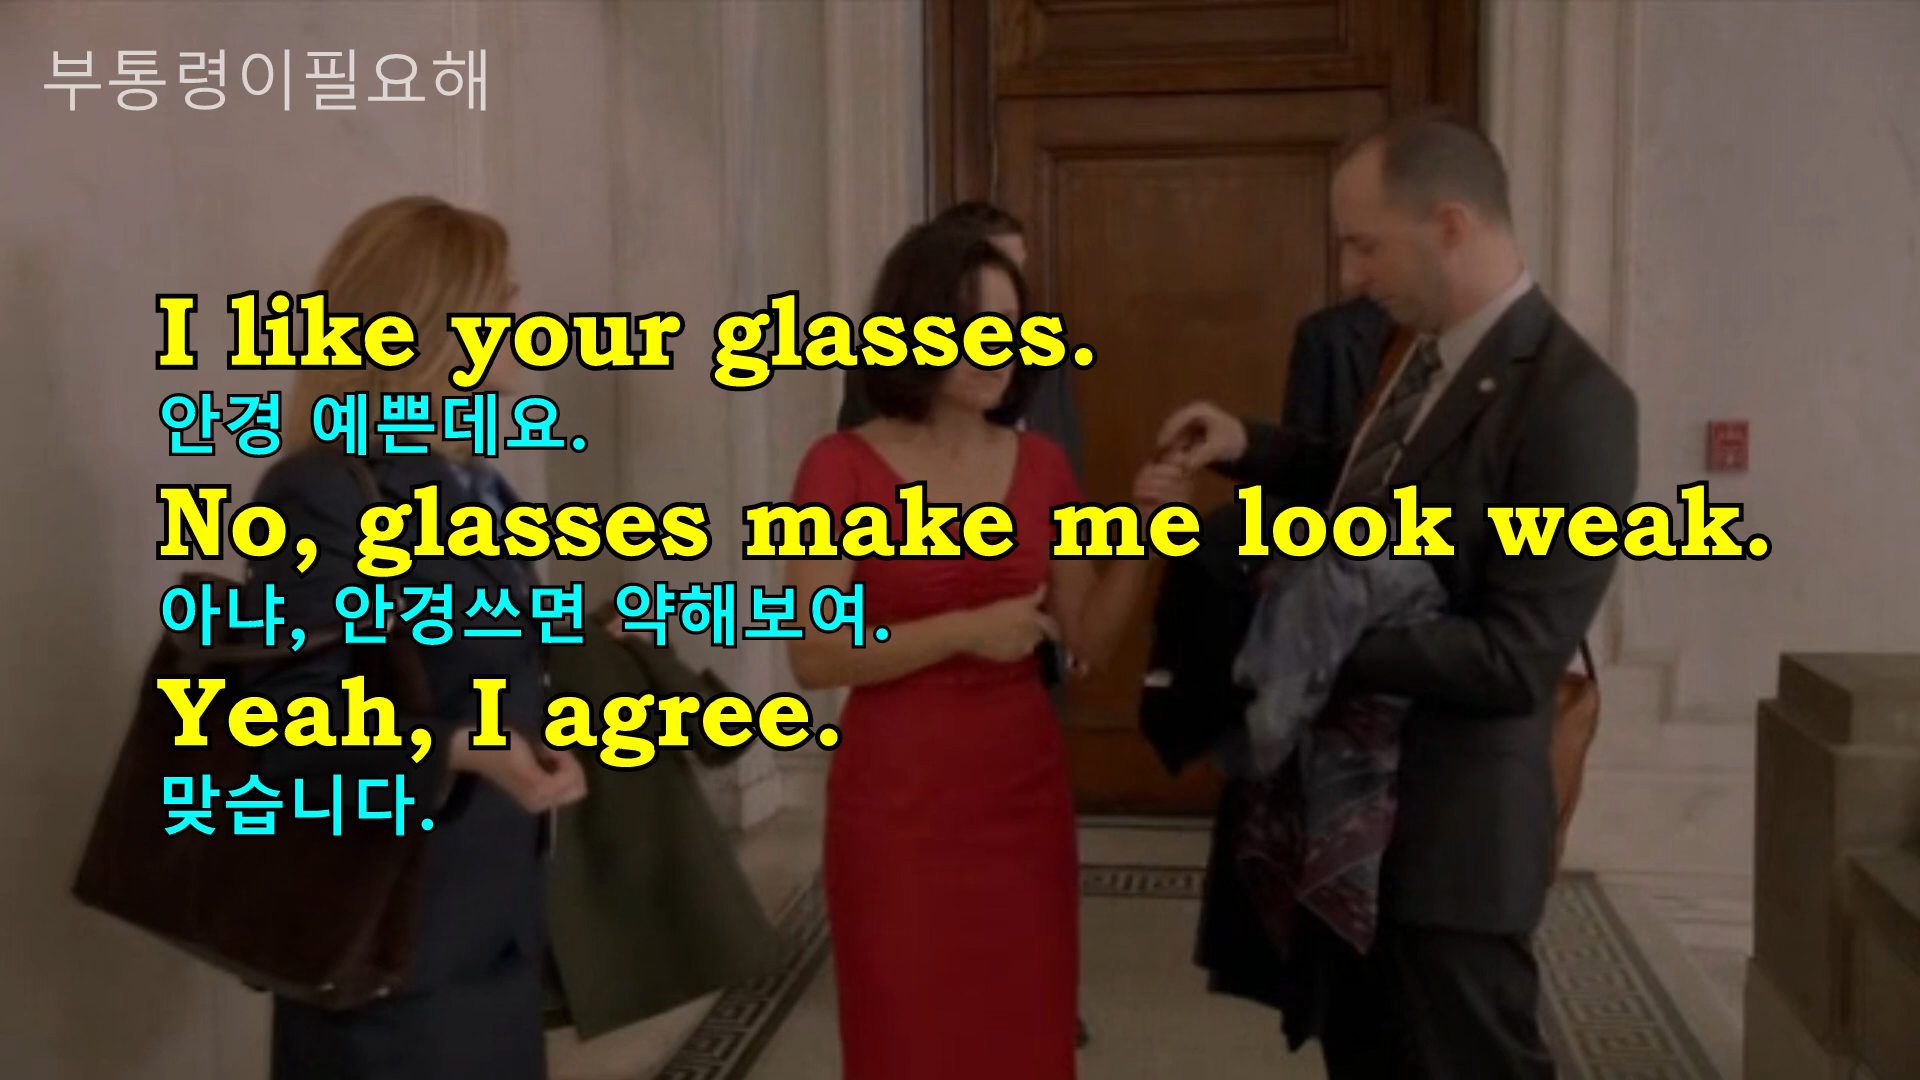 부통령이필요해
I like your glasses.
안경 예쁜데요.
No, glasses make me look weak.
아냐, 안경쓰면 약해보여.
Yeah, I agree.
맞습니다.